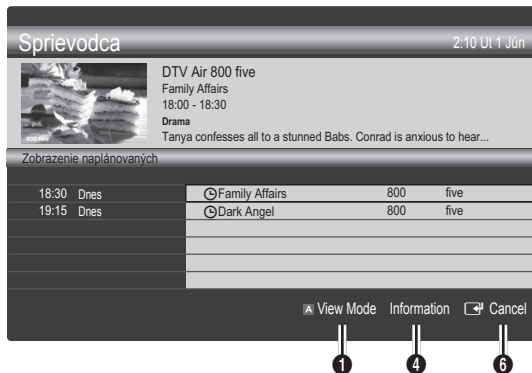 Sprievodca 2:10 Ut 1 Jún
DTV Air 800 five
Family Affairs
18:00 - 18:30
Drama
Tanya confesses all to a stunned Babs. Conrad is anxious to hear...
800 five
Zobrazenie naplánovaných
18:30 Dnes Family Affairs 800 five
19:15 Dnes Dark Angel 800 five
A View Mode Information Cancel
1 4 6